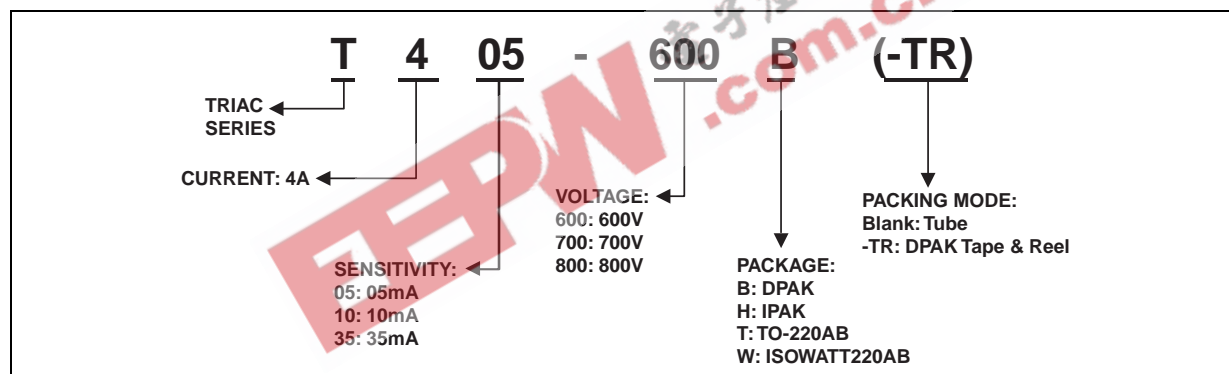 T 4 05 - 600 B (-TR)
TRIAC
SERIES
CURRENT: 4A
SENSITIVITY:
05: 05mA
10: 10mA
35: 35mA
VOLTAGE:
600: 600V
700: 700V
800: 800V
PACKAGE:
B: DPAK
H: IPAK
T: TO-220AB
W: ISOWATT220AB
PACKING MODE:
Blank: Tube
-TR: DPAK Tape & Reel
EEPW
.com.c